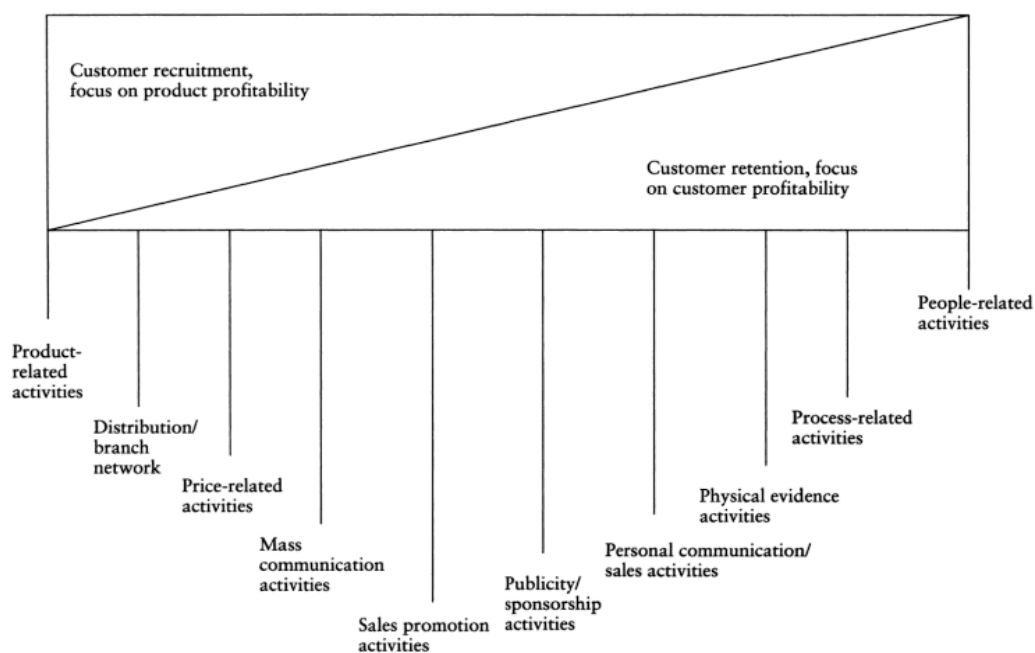 Customer recruitment,
focus on product profitability
Customer retention, focus
on customer profitability
People-related
activities
Product-
related
activities
Distribution/
branch
network
Process-related
activities
Price-related
activities
Physical evidence
activities
Mass
communication
activities
Personal communication/
sales activities
Publicity/
sponsorship
activities
Sales promotion
activities